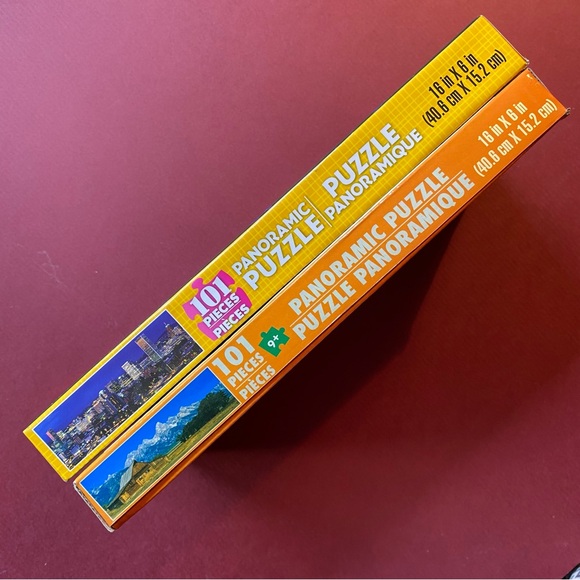 101
PIECES
PIÈCES
PANORAMIC
PUZZLE
PUZZLE
PANORAMIQUE
16 in X 6 in
(40.6 cm X 15.2 cm)
101
PIECES
PIÈCES
9+
PANORAMIC PUZZLE
PUZZLE PANORAMIQUE
16 in X 6 in
(40.6 cm X 15.2 cm)